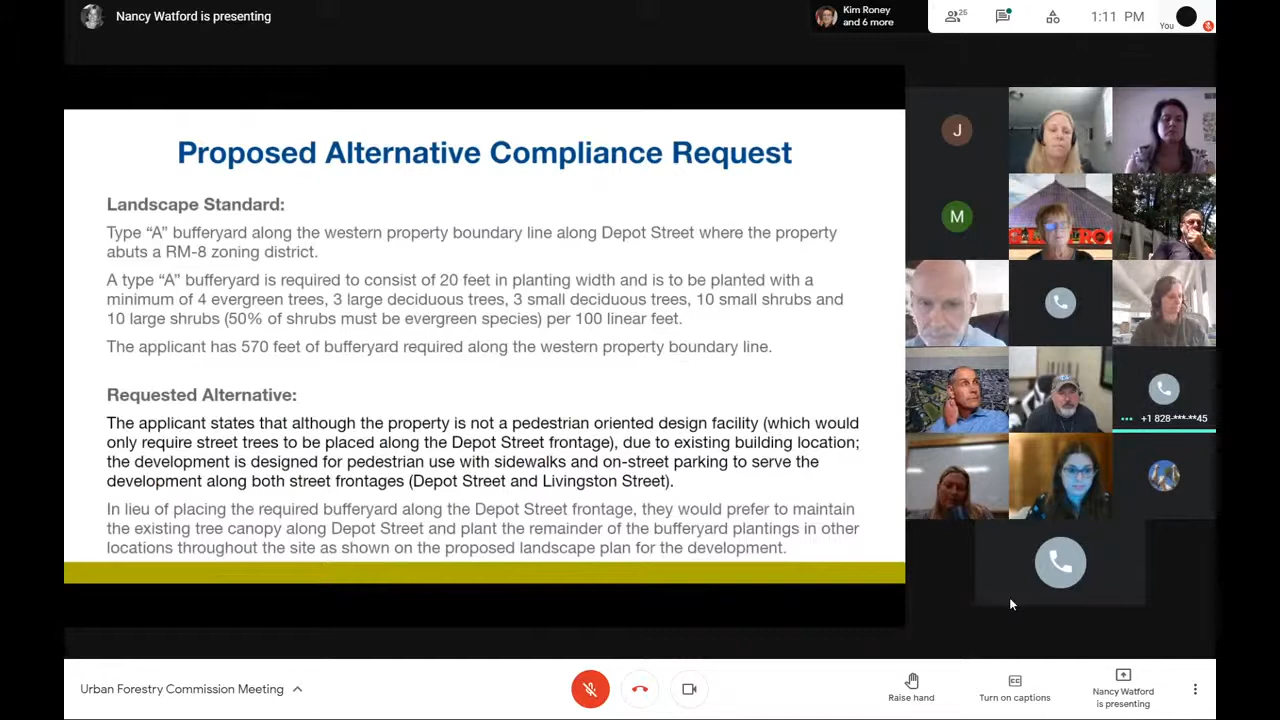 Nancy Watford is presenting
Kim Roney
and 6 more
26
1:11 PM
You
Proposed Alternative Compliance Request
Landscape Standard:
Type “A” bufferyard along the western property boundary line along Depot Street where the property
abuts a RM-8 zoning district.
A type “A” bufferyard is required to consist of 20 feet in planting width and is to be planted with a
minimum of 4 evergreen trees, 3 large deciduous trees, 3 small deciduous trees, 10 small shrubs and
10 large shrubs (50% of shrubs must be evergreen species) per 100 linear feet.
The applicant has 570 feet of bufferyard required along the western property boundary line.
Requested Alternative:
The applicant states that although the property is not a pedestrian oriented design facility (which would
only require street trees to be placed along the Depot Street frontage), due to existing building location;
the development is designed for pedestrian use with sidewalks and on-street parking to serve the
development along both street frontages (Depot Street and Livingston Street).
In lieu of placing the required bufferyard along the Depot Street frontage, they would prefer to maintain
the existing tree canopy along Depot Street and plant the remainder of the bufferyard plantings in other
locations throughout the site as shown on the proposed landscape plan for the development.
J
M
+1 828-***-**45
Urban Forestry Commission Meeting
Raise hand
CC
Turn on captions
Nancy Watford
is presenting